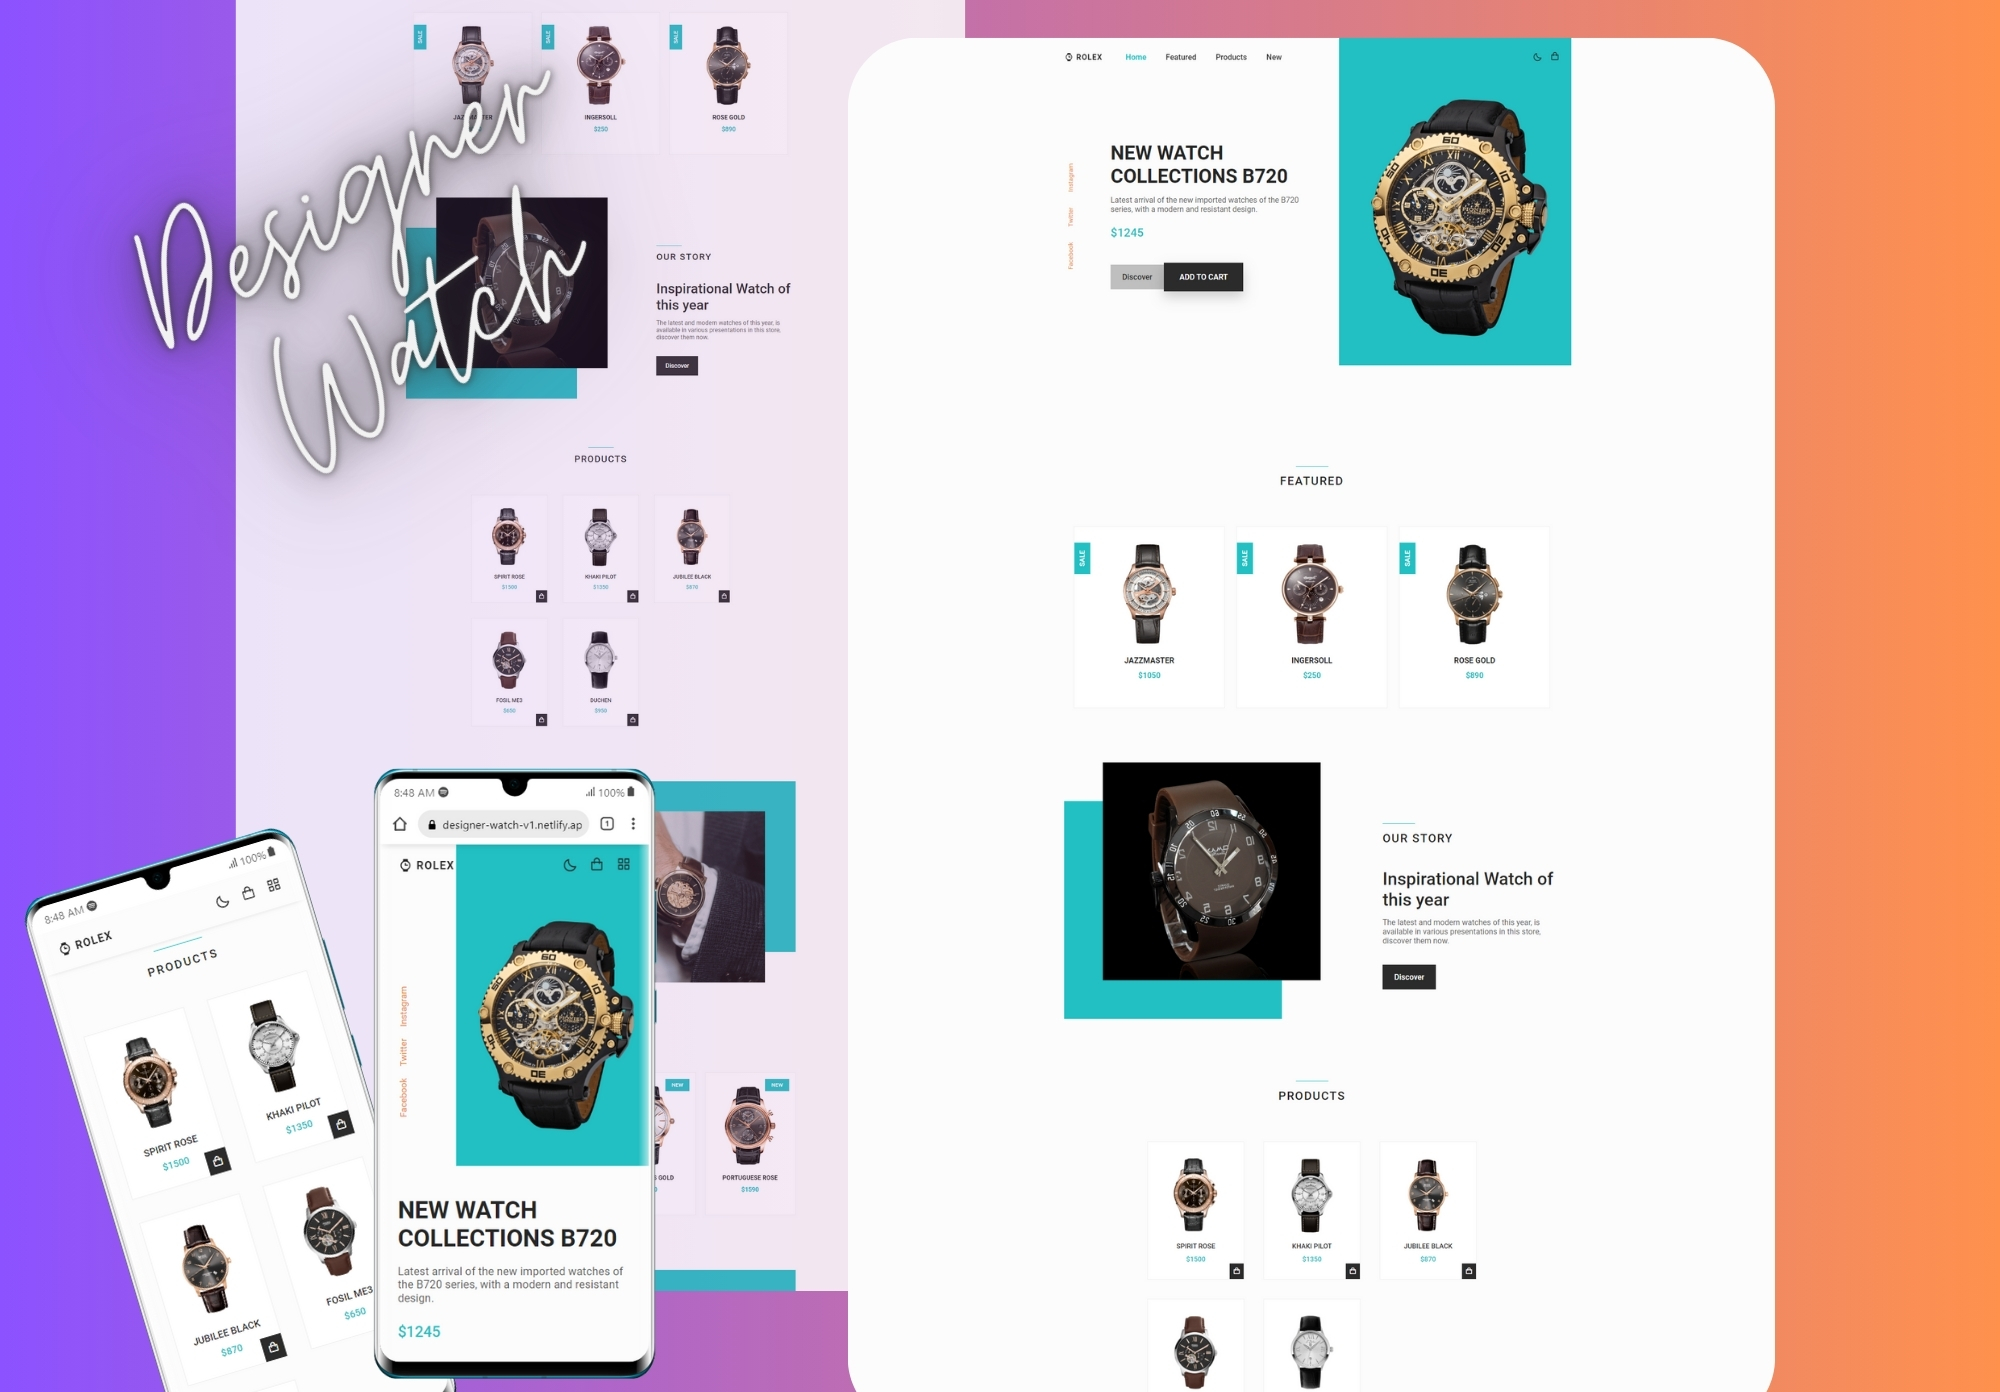 Designer
Watch
SALE
SALE
SALE
INGERSOLL
$250
ROSE GOLD
$890
OUR STORY
Inspirational Watch of
this year
The latest and modern watches of this year, is
available in various presentations in this store,
discover them now.
Discover
PRODUCTS
SPIRIT ROSE
$1500
KHAKI PILOT
$1350
JUBILEE BLACK
$870
FOSIL ME3
$650
DUCHEN
$950
NEW
NEW
GOLD
PORTUGUESE ROSE
$1590
8:48 AM
100%
ROLEX
PRODUCTS
SPIRIT ROSE
$1500
KHAKI PILOT
$1350
JUBILEE BLACK
$870
FOSIL ME3
$650
8:48 AM
100%
designer-watch-v1.netlify.ap
1
ROLEX
Instagram
Twitter
Facebook
NEW WATCH
COLLECTIONS B720
Latest arrival of the new imported watches of
the B720 series, with a modern and resistant
design.
$1245
ROLEX
Home
Featured
Products
New
Instagram
Twitter
Facebook
NEW WATCH
COLLECTIONS B720
Latest arrival of the new imported watches of the B720
series, with a modern and resistant design.
$1245
Discover
ADD TO CART
FEATURED
SALE
JAZZMASTER
$1050
SALE
INGERSOLL
$250
SALE
ROSE GOLD
$890
OUR STORY
Inspirational Watch of
this year
The latest and modern watches of this year, is
available in various presentations in this store,
discover them now.
Discover
PRODUCTS
SPIRIT ROSE
$1500
KHAKI PILOT
$1350
JUBILEE BLACK
$870